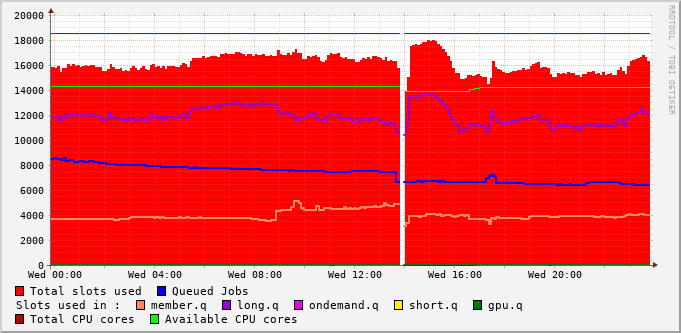 20000
18000
16000
14000
12000
10000
8000
6000
4000
2000
0
Wed 00:00 Wed 04:00 Wed 08:00 Wed 12:00 Wed 16:00 Wed 20:00
Total slots used Queued Jobs
Slots used in : member.q long.q ondemand.q short.q gpu.q
Total CPU cores Available CPU cores
RRDTOOL / TOBI OETIKER